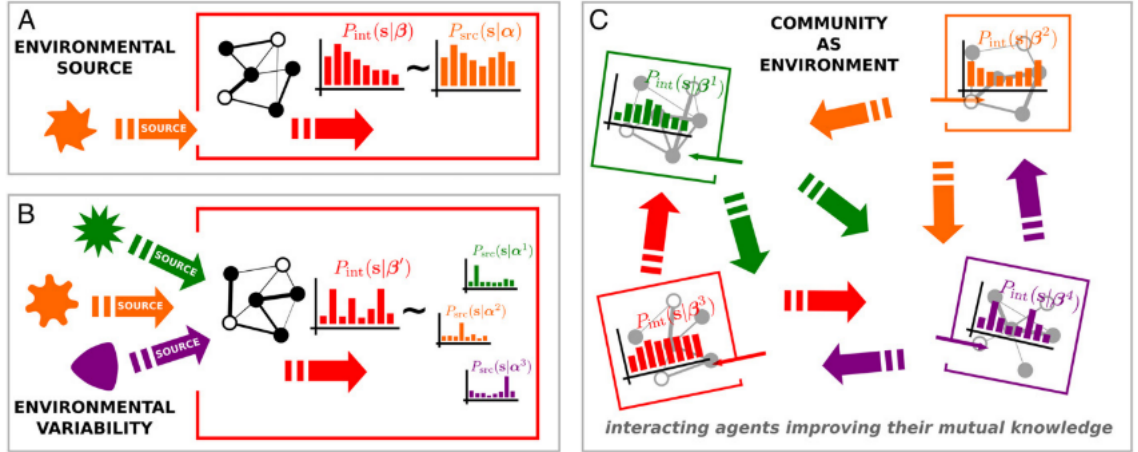 A
ENVIRONMENTAL
SOURCE
SOURCE
P_int(s|β)
~
P_src(s|α)
B
SOURCE
SOURCE
SOURCE
P_int(s|β′)
~
P_src(s|α¹)
P_src(s|α²)
P_src(s|α³)
ENVIRONMENTAL
VARIABILITY
C
COMMUNITY
AS
ENVIRONMENT
P_int(s|β¹)
P_int(s|β²)
P_int(s|β³)
P_int(s|β⁴)
interacting agents improving their mutual knowledge